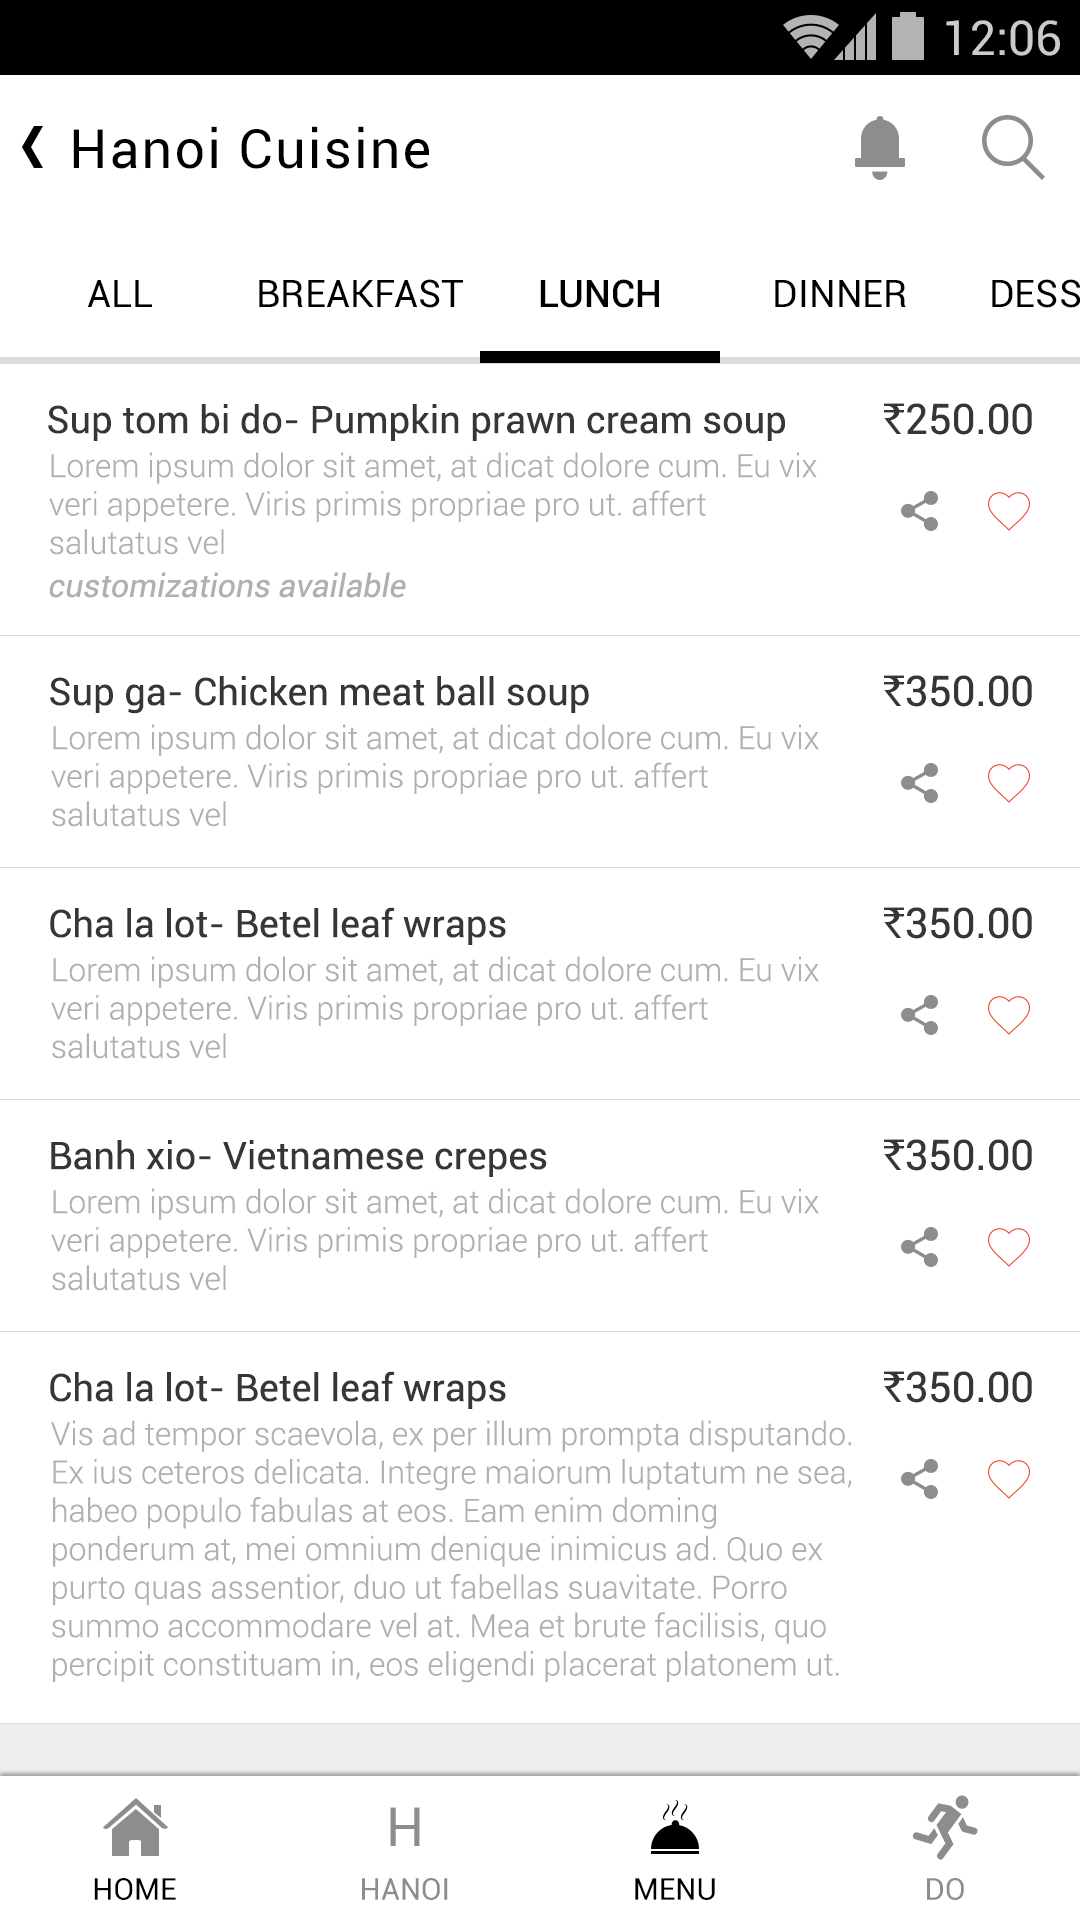 12:06
Hanoi Cuisine
ALL BREAKFAST LUNCH DINNER DESS
Sup tom bi do- Pumpkin prawn cream soup ₹250.00
Lorem ipsum dolor sit amet, at dicat dolore cum. Eu vix
veri appetere. Viris primis propriae pro ut. affert
salutatus vel
customizations available
Sup ga- Chicken meat ball soup ₹350.00
Lorem ipsum dolor sit amet, at dicat dolore cum. Eu vix
veri appetere. Viris primis propriae pro ut. affert
salutatus vel
Cha la lot- Betel leaf wraps ₹350.00
Lorem ipsum dolor sit amet, at dicat dolore cum. Eu vix
veri appetere. Viris primis propriae pro ut. affert
salutatus vel
Banh xio- Vietnamese crepes ₹350.00
Lorem ipsum dolor sit amet, at dicat dolore cum. Eu vix
veri appetere. Viris primis propriae pro ut. affert
salutatus vel
Cha la lot- Betel leaf wraps ₹350.00
Vis ad tempor scaevola, ex per illum prompta disputando.
Ex ius ceteros delicata. Integre maiorum luptatum ne sea,
habeo populo fabulas at eos. Eam enim doming
ponderum at, mei omnium denique inimicus ad. Quo ex
purto quas assentior, duo ut fabellas suavitate. Porro
summo accommodare vel at. Mea et brute facilisis, quo
percipit constituam in, eos eligendi placerat platonem ut.
H
HOME HANOI MENU DO